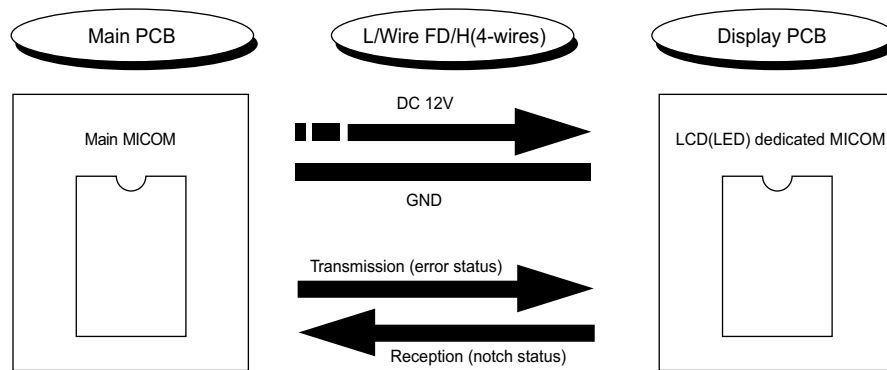 Main PCB
L/Wire FD/H(4-wires)
Display PCB
Main MICOM
DC 12V
GND
Transmission (error status)
Reception (notch status)
LCD(LED) dedicated MICOM